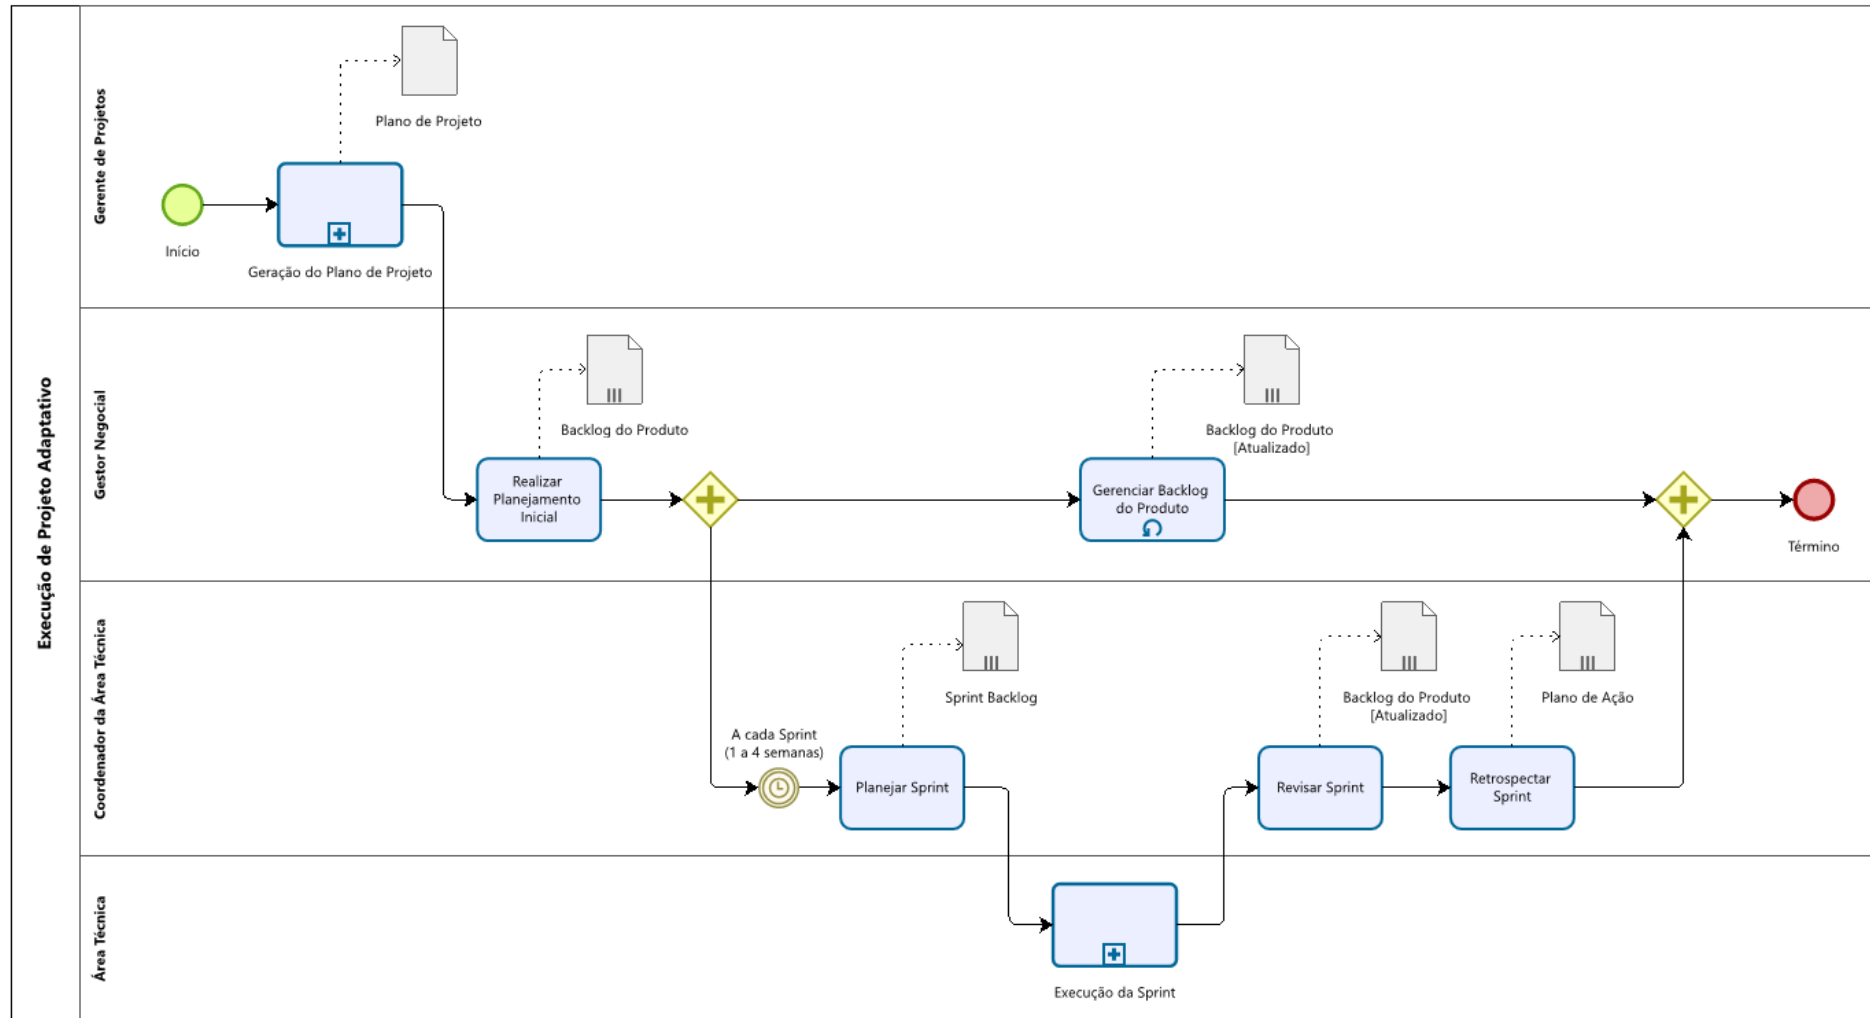 Execução de Projeto Adaptativo
Gerente de Projetos
Plano de Projeto
Início
Geração do Plano de Projeto
Gestor Negocial
Backlog do Produto
Realizar
Planejamento
Inicial
Backlog do Produto
[Atualizado]
Gerenciar Backlog
do Produto
Término
Coordenador da Área Técnica
Sprint Backlog
A cada Sprint
(1 a 4 semanas)
Planejar Sprint
Backlog do Produto
[Atualizado]
Revisar Sprint
Plano de Ação
Retrospectar
Sprint
Área Técnica
Execução da Sprint